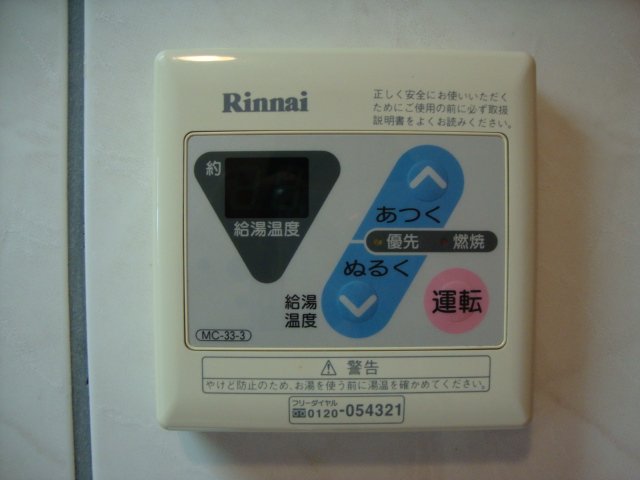 Rinnai
正しく安全にお使いいただく
ためにご使用の前に必ず取扱
説明書をよくお読みください。
約
給湯温度
あつく
優先 燃焼
ぬるく
給湯
温度
運転
MC-33-3
警告
やけど防止のため、お湯を使う前に湯温を確かめてください。
フリーダイヤル
0120-054321